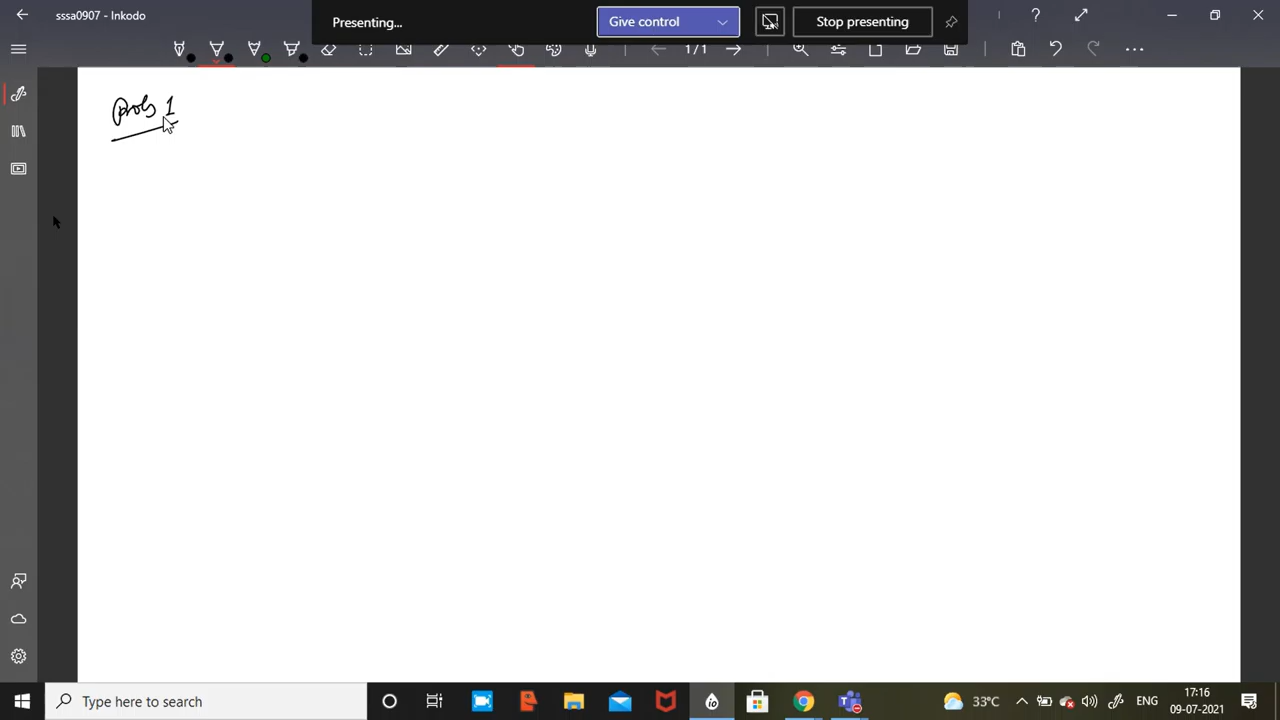 sssa0907 - Inkodo
Presenting...
Give control
Stop presenting
1/1
Prob 1
Type here to search
33°C
ENG
17:16
09-07-2021